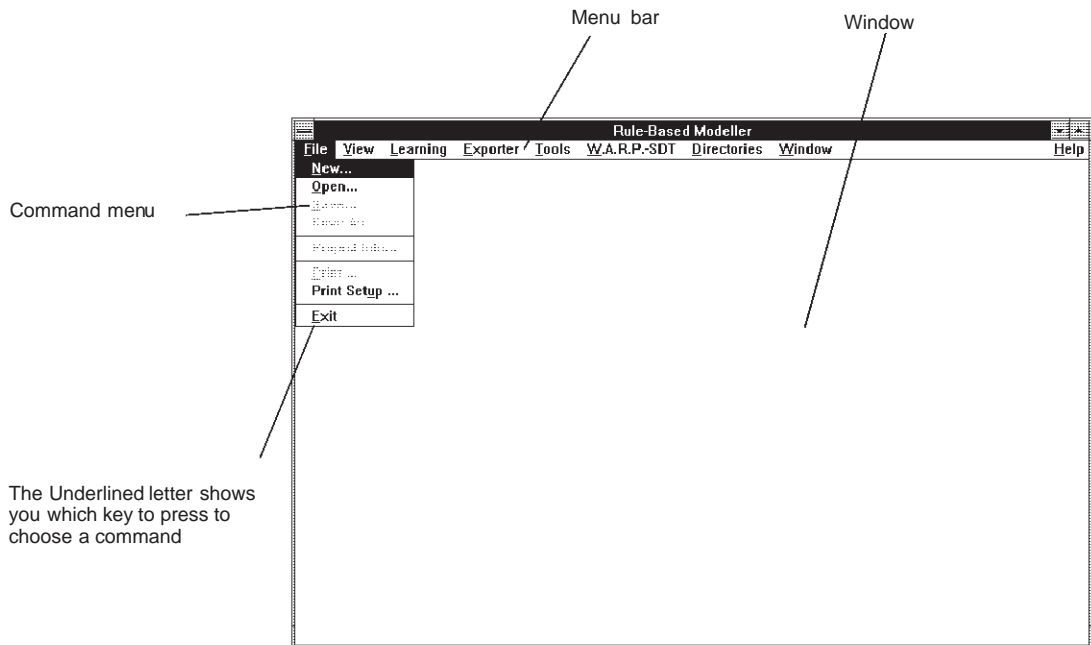 Menu bar
Window
Rule-Based Modeller
File View Learning Exporter Tools W.A.R.P.-SDT Directories Window Help
New...
Open...
Command menu
Print ...
Print Setup ...
Exit
The Underlined letter shows
you which key to press to
choose a command